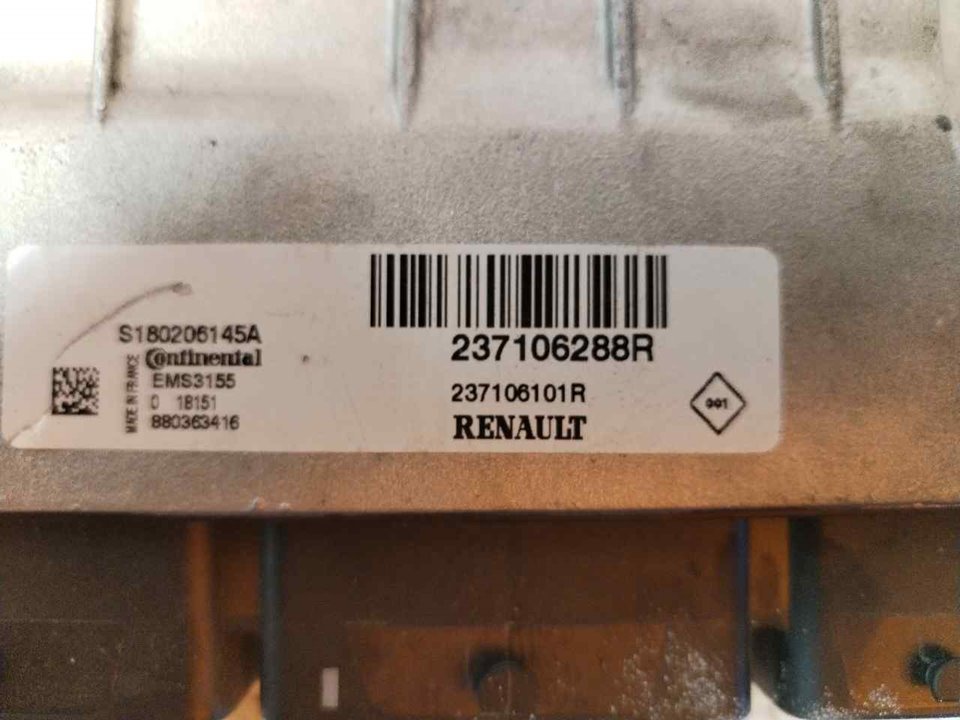 S180206145A
Continental
EMS3155
0 18151
880363416
MADE IN FRANCE
237106288R
237106101R
RENAULT
001